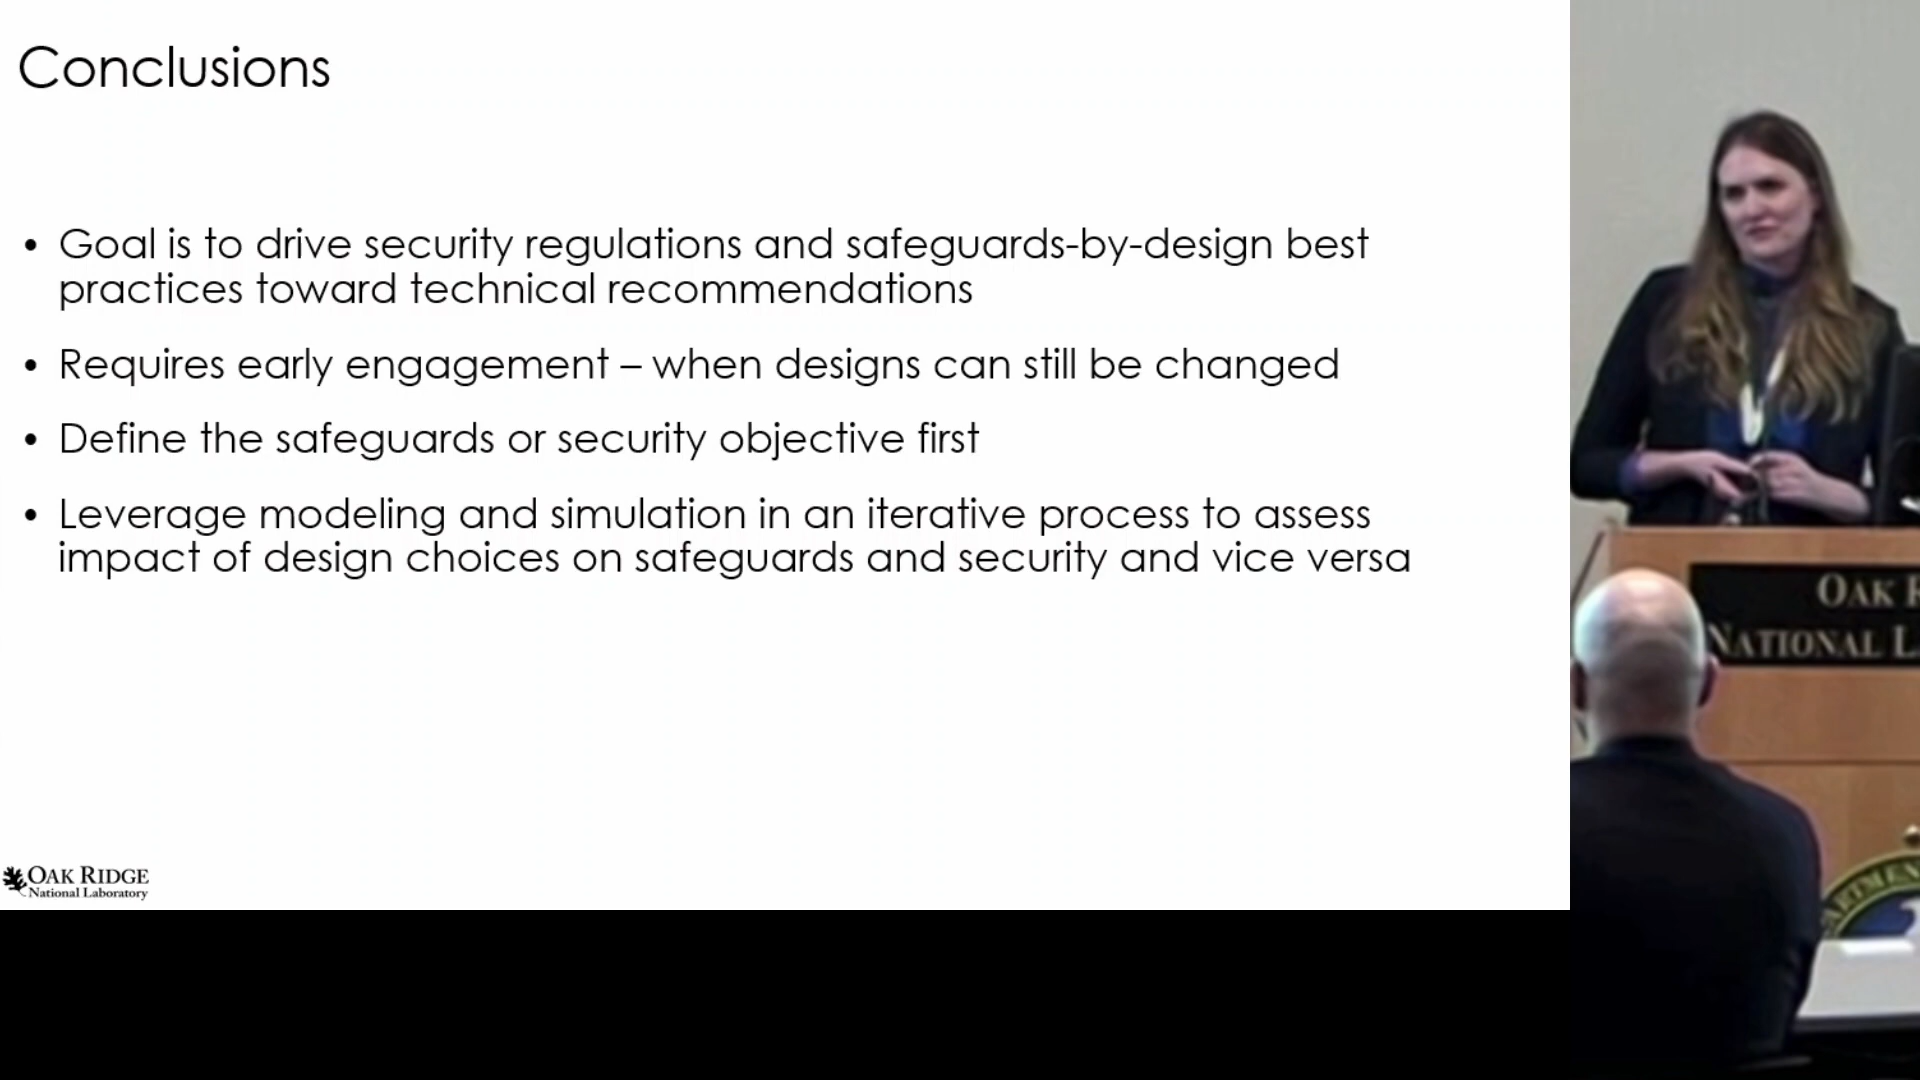 Conclusions
• Goal is to drive security regulations and safeguards-by-design best
practices toward technical recommendations
• Requires early engagement – when designs can still be changed
• Define the safeguards or security objective first
• Leverage modeling and simulation in an iterative process to assess
impact of design choices on safeguards and security and vice versa
OAK RIDGE
National Laboratory
OAK R
NATIONAL L
ARTMEN